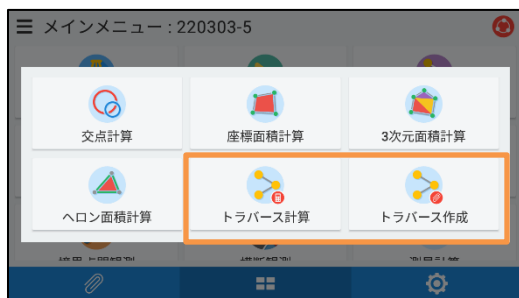 メインメニュー : 220303-5
交点計算
座標面積計算
3次元面積計算
ヘロン面積計算
トラバース計算
トラバース作成